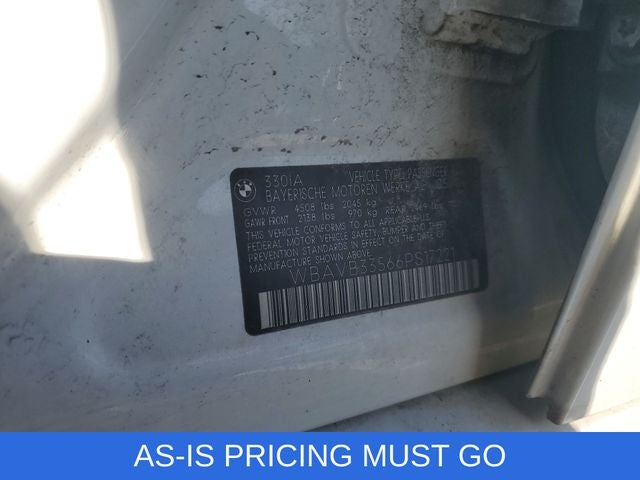 330iA VEHICLE TYPE: PASSENGER
BAYERISCHE MOTOREN WERKE
GVWR 4508 lbs 2045 kg
GAWR FRONT 2138 lbs 970 kg REAR
THIS VEHICLE CONFORMS TO ALL APPLICABLE U.S.
FEDERAL MOTOR VEHICLE SAFETY, BUMPER AND THEFT
PREVENTION STANDARDS IN EFFECT ON THE DATE OF
MANUFACTURE SHOWN ABOVE.
AS-IS PRICING MUST GO